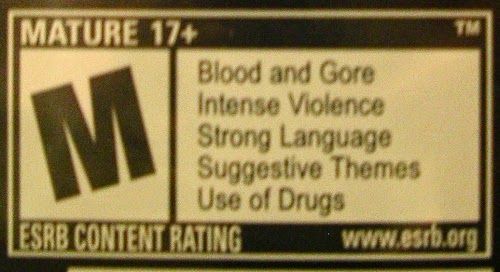 MATURE 17+ TM
M
Blood and Gore
Intense Violence
Strong Language
Suggestive Themes
Use of Drugs
ESRB CONTENT RATING www.esrb.org